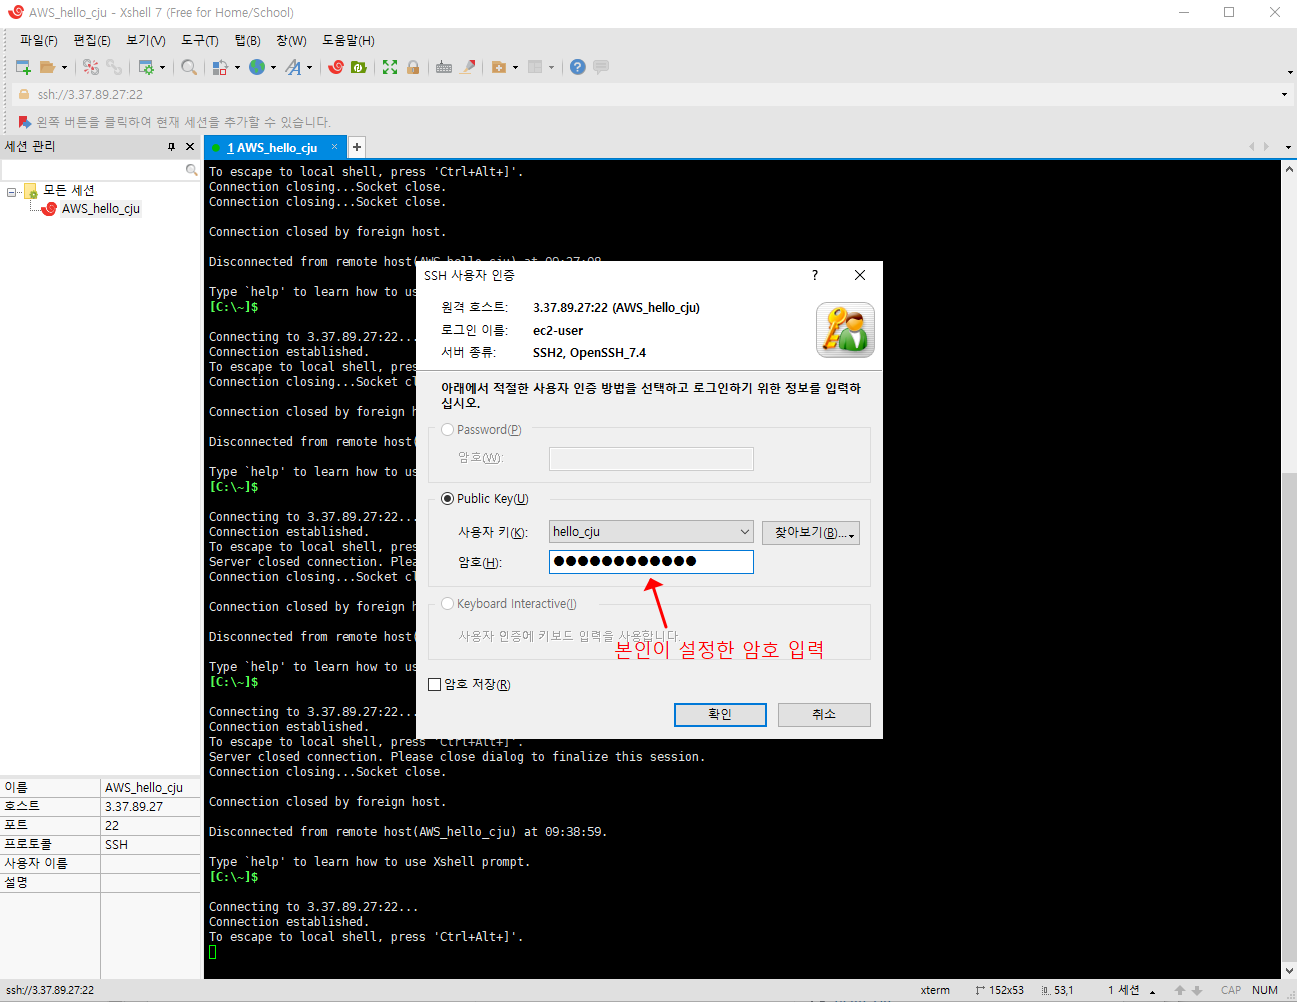 AWS_hello_cju - Xshell 7 (Free for Home/School)
파일(F) 편집(E) 보기(V) 도구(T) 탭(B) 창(W) 도움말(H)
ssh://3.37.89.27:22
왼쪽 버튼을 클릭하여 현재 세션을 추가할 수 있습니다.
세션 관리
모든 세션
AWS_hello_cju
1 AWS_hello_cju
To escape to local shell, press 'Ctrl+Alt+]'.
Connection closing...Socket close.
Connection closing...Socket close.
Connection closed by foreign host.
Disconnected from remote host(AWS_hello_cju) at 09:27:08.
Type `help' to learn how to us
[C:\~]$
Connecting to 3.37.89.27:22...
Connection established.
To escape to local shell, pres
Connection closing...Socket cl
Connection closed by foreign h
Disconnected from remote host(
Type `help' to learn how to us
[C:\~]$
Connecting to 3.37.89.27:22...
Connection established.
To escape to local shell, pres
Server closed connection. Plea
Connection closing...Socket cl
Connection closed by foreign h
Disconnected from remote host(
Type `help' to learn how to us
[C:\~]$
Connecting to 3.37.89.27:22...
Connection established.
To escape to local shell, press 'Ctrl+Alt+]'.
Server closed connection. Please close dialog to finalize this session.
Connection closing...Socket close.
Connection closed by foreign host.
Disconnected from remote host(AWS_hello_cju) at 09:38:59.
Type `help' to learn how to use Xshell prompt.
[C:\~]$
Connecting to 3.37.89.27:22...
Connection established.
To escape to local shell, press 'Ctrl+Alt+]'.
SSH 사용자 인증
원격 호스트: 3.37.89.27:22 (AWS_hello_cju)
로그인 이름: ec2-user
서버 종류: SSH2, OpenSSH_7.4
아래에서 적절한 사용자 인증 방법을 선택하고 로그인하기 위한 정보를 입력하
십시오.
Password(P)
암호(W):
Public Key(U)
사용자 키(K): hello_cju 찾아보기(B)...
암호(H): ●●●●●●●●●●●●
Keyboard Interactive(I)
사용자 인증에 키보드 입력을 사용합니다.
본인이 설정한 암호 입력
암호 저장(R)
확인 취소
이름 AWS_hello_cju
호스트 3.37.89.27
포트 22
프로토콜 SSH
사용자 이름
설명
ssh://3.37.89.27:22 xterm 152x53 53,1 1 세션 CAP NUM